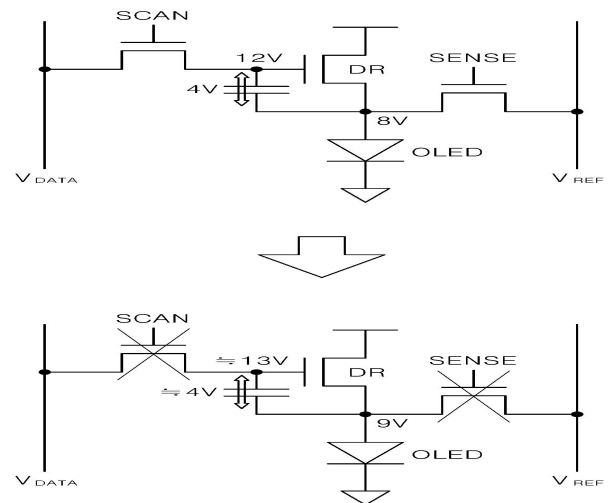 SCAN
12V
SENSE
DR
4V
8V
OLED
VDATA
VREF
SCAN
≒13V
SENSE
DR
≒4V
9V
OLED
VDATA
VREF